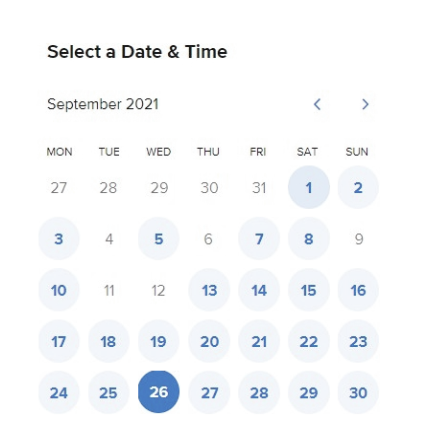 Select a Date & Time
September 2021
MON TUE WED THU FRI SAT SUN
27 28 29 30 31 1 2
3 4 5 6 7 8 9
10 11 12 13 14 15 16
17 18 19 20 21 22 23
24 25 26 27 28 29 30